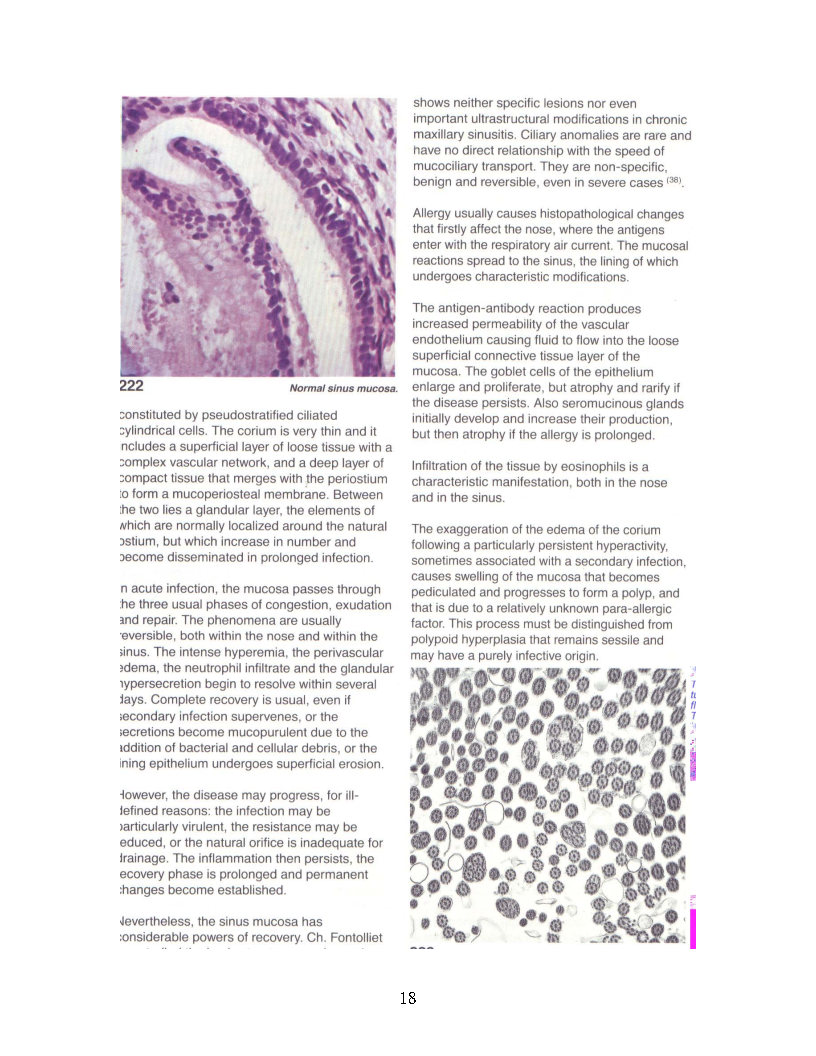 222
Normal sinus mucosa.
constituted by pseudostratified ciliated
cylindrical cells. The corium is very thin and it
ncludes a superficial layer of loose tissue with a
complex vascular network, and a deep layer of
compact tissue that merges with the periostium
to form a mucoperiosteal membrane. Between
the two lies a glandular layer, the elements of
which are normally localized around the natural
ostium, but which increase in number and
become disseminated in prolonged infection.
n acute infection, the mucosa passes through
the three usual phases of congestion, exudation
and repair. The phenomena are usually
reversible, both within the nose and within the
sinus. The intense hyperemia, the perivascular
edema, the neutrophil infiltrate and the glandular
hypersecretion begin to resolve within several
days. Complete recovery is usual, even if
secondary infection supervenes, or the
secretions become mucopurulent due to the
addition of bacterial and cellular debris, or the
ining epithelium undergoes superficial erosion.
However, the disease may progress, for ill-
defined reasons: the infection may be
particularly virulent, the resistance may be
educed, or the natural orifice is inadequate for
drainage. The inflammation then persists, the
ecovery phase is prolonged and permanent
changes become established.
Nevertheless, the sinus mucosa has
considerable powers of recovery. Ch. Fontolliet
shows neither specific lesions nor even
important ultrastructural modifications in chronic
maxillary sinusitis. Ciliary anomalies are rare and
have no direct relationship with the speed of
mucociliary transport. They are non-specific,
benign and reversible, even in severe cases (38).
Allergy usually causes histopathological changes
that firstly affect the nose, where the antigens
enter with the respiratory air current. The mucosal
reactions spread to the sinus, the lining of which
undergoes characteristic modifications.
The antigen-antibody reaction produces
increased permeability of the vascular
endothelium causing fluid to flow into the loose
superficial connective tissue layer of the
mucosa. The goblet cells of the epithelium
enlarge and proliferate, but atrophy and rarify if
the disease persists. Also seromucinous glands
initially develop and increase their production,
but then atrophy if the allergy is prolonged.
Infiltration of the tissue by eosinophils is a
characteristic manifestation, both in the nose
and in the sinus.
The exaggeration of the edema of the corium
following a particularly persistent hyperactivity,
sometimes associated with a secondary infection,
causes swelling of the mucosa that becomes
pediculated and progresses to form a polyp, and
that is due to a relatively unknown para-allergic
factor. This process must be distinguished from
polypoid hyperplasia that remains sessile and
may have a purely infective origin.
18